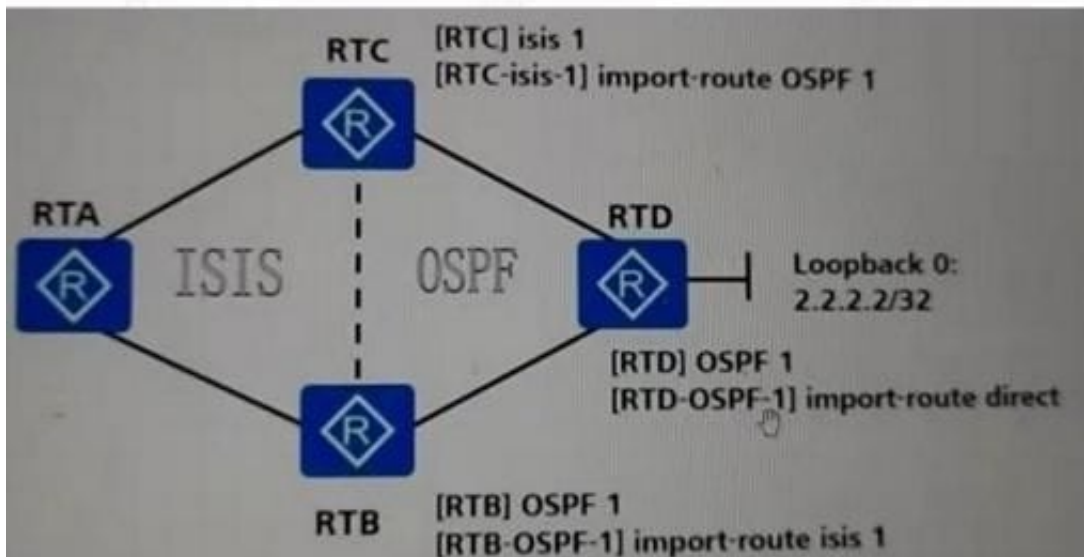 RTC
[RTC] isis 1
[RTC-isis-1] import-route OSPF 1
R
RTA
R
ISIS
OSPF
RTD
R
Loopback 0:
2.2.2.2/32
[RTD] OSPF 1
[RTD-OSPF-1] import-route direct
R
RTB
[RTB] OSPF 1
[RTB-OSPF-1] import-route isis 1